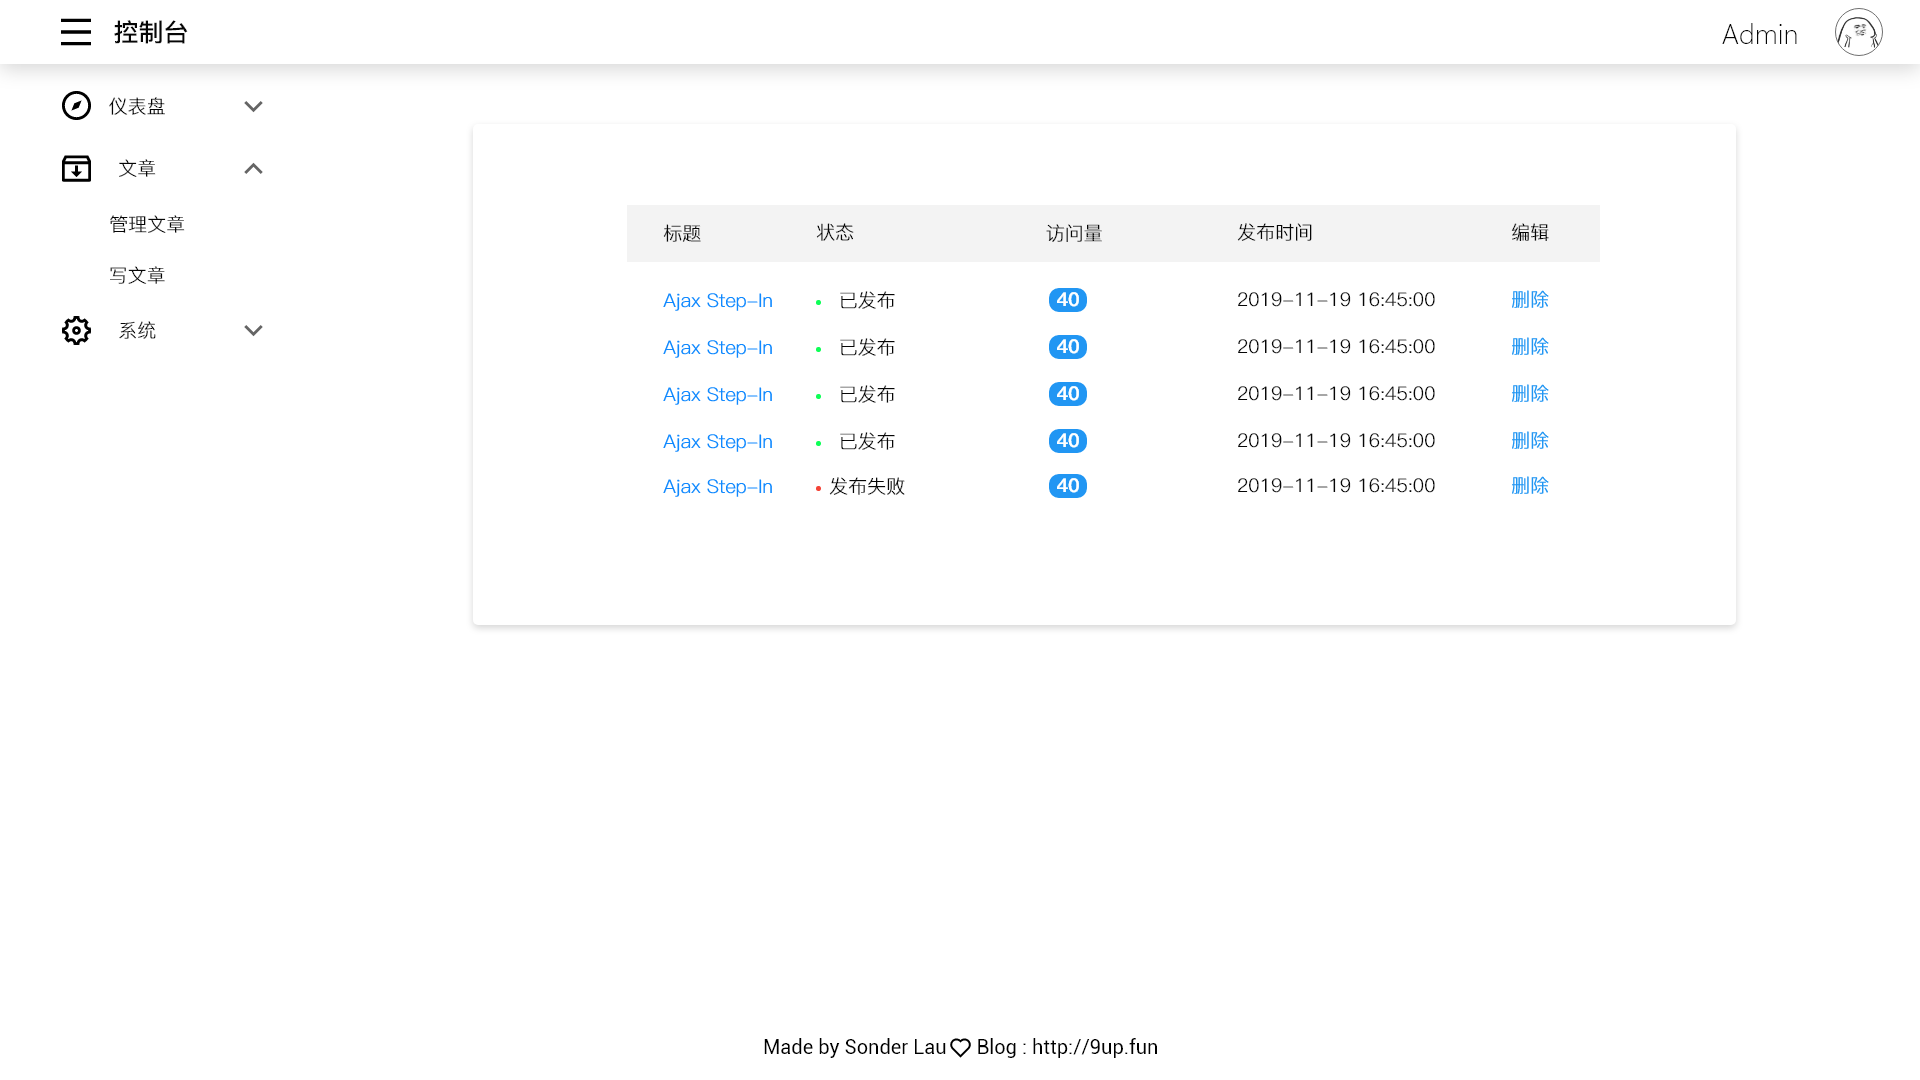 控制台
Admin
仪表盘
文章
管理文章
写文章
系统
标题 状态 访问量 发布时间 编辑
Ajax Step-In 已发布 40 2019-11-19 16:45:00 删除
Ajax Step-In 已发布 40 2019-11-19 16:45:00 删除
Ajax Step-In 已发布 40 2019-11-19 16:45:00 删除
Ajax Step-In 已发布 40 2019-11-19 16:45:00 删除
Ajax Step-In 发布失败 40 2019-11-19 16:45:00 删除
Made by Sonder Lau♡ Blog : http://9up.fun